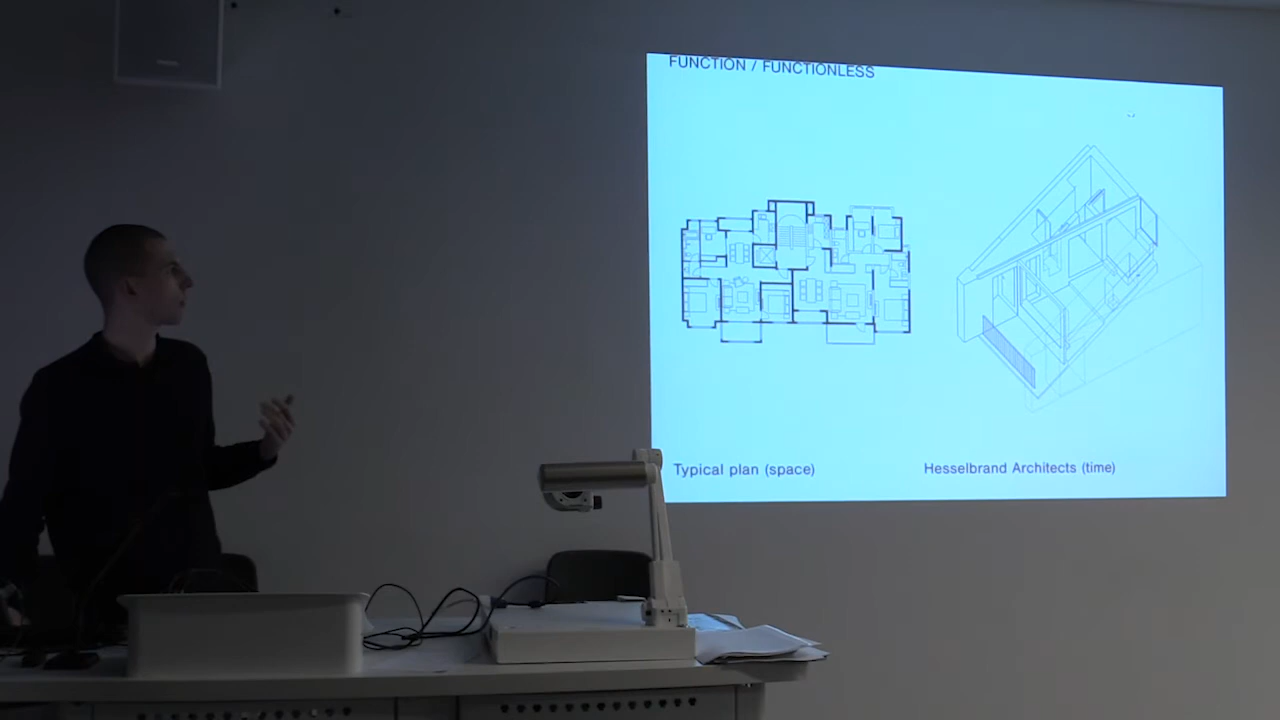 FUNCTION / FUNCTIONLESS
Typical plan (space)
Hesselbrand Architects (time)